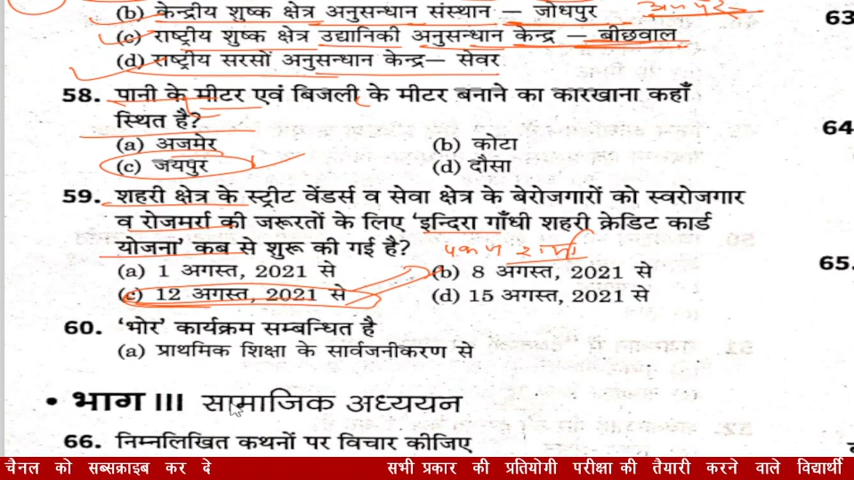 (b) केन्द्रीय शुष्क क्षेत्र अनुसन्धान संस्थान — जोधपुर
(c) राष्ट्रीय शुष्क क्षेत्र उद्यानिकी अनुसन्धान केन्द्र — बीछवाल
(d) राष्ट्रीय सरसों अनुसन्धान केन्द्र— सेवर
58. पानी के मीटर एवं बिजली के मीटर बनाने का कारखाना कहाँ
स्थित है?
(a) अजमेर (b) कोटा
(c) जयपुर (d) दौसा
59. शहरी क्षेत्र के स्ट्रीट वेंडर्स व सेवा क्षेत्र के बेरोजगारों को स्वरोजगार
व रोजमर्रा की जरूरतों के लिए 'इन्दिरा गाँधी शहरी क्रेडिट कार्ड
योजना' कब से शुरू की गई है?
(a) 1 अगस्त, 2021 से (b) 8 अगस्त, 2021 से
(c) 12 अगस्त, 2021 से (d) 15 अगस्त, 2021 से
60. 'भोर' कार्यक्रम सम्बन्धित है
(a) प्राथमिक शिक्षा के सार्वजनीकरण से
• भाग III सामाजिक अध्ययन
66. निम्नलिखित कथनों पर विचार कीजिए
63
64
65.
चैनल को सब्सक्राइब कर दे सभी प्रकार की प्रतियोगी परीक्षा की तैयारी करने वाले विद्यार्थी